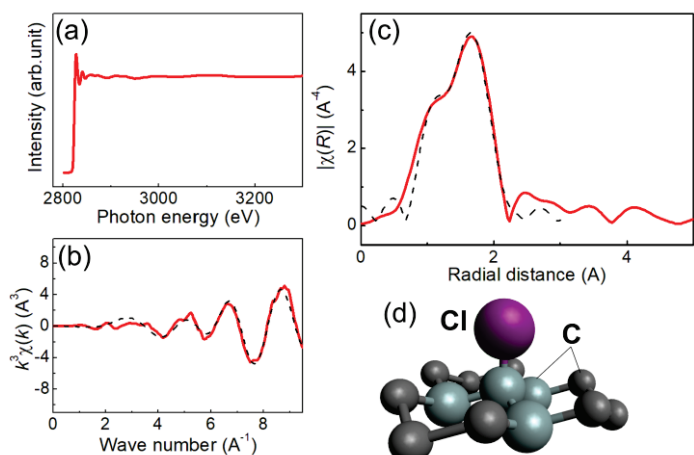 (a)
Intensity (arb.unit)
2800 3000 3200
Photon energy (eV)
(b)
k³χ(k) (A³)
8
4
0
-4
-8
0 2 4 6 8
Wave number (A⁻¹)
(c)
|χ(R)| (A⁻⁴)
4
2
0
0 2 4
Radial distance (A)
(d)
Cl
C